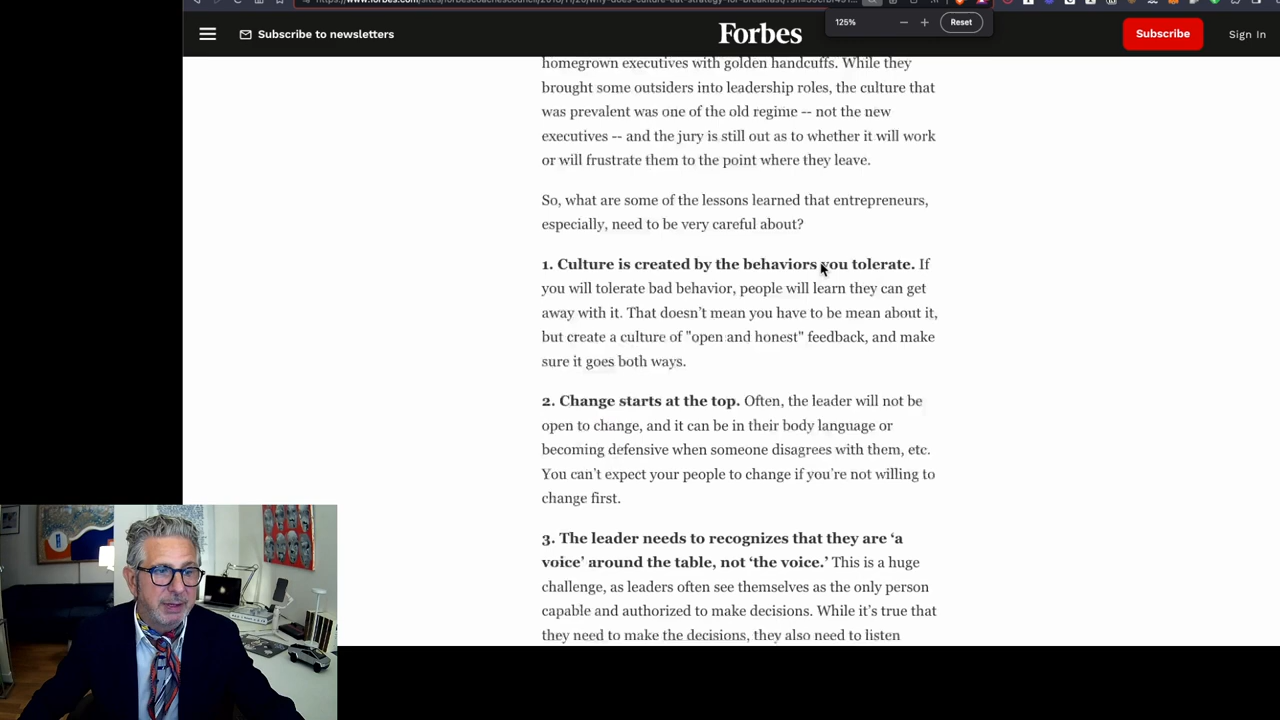 125%
Reset
Subscribe to newsletters
Forbes
Subscribe
Sign In
homegrown executives with golden handcuffs. While they
brought some outsiders into leadership roles, the culture that
was prevalent was one of the old regime -- not the new
executives -- and the jury is still out as to whether it will work
or will frustrate them to the point where they leave.
So, what are some of the lessons learned that entrepreneurs,
especially, need to be very careful about?
1. Culture is created by the behaviors you tolerate. If
you will tolerate bad behavior, people will learn they can get
away with it. That doesn’t mean you have to be mean about it,
but create a culture of "open and honest" feedback, and make
sure it goes both ways.
2. Change starts at the top. Often, the leader will not be
open to change, and it can be in their body language or
becoming defensive when someone disagrees with them, etc.
You can’t expect your people to change if you’re not willing to
change first.
3. The leader needs to recognizes that they are ‘a
voice’ around the table, not ‘the voice.’ This is a huge
challenge, as leaders often see themselves as the only person
capable and authorized to make decisions. While it’s true that
they need to make the decisions, they also need to listen